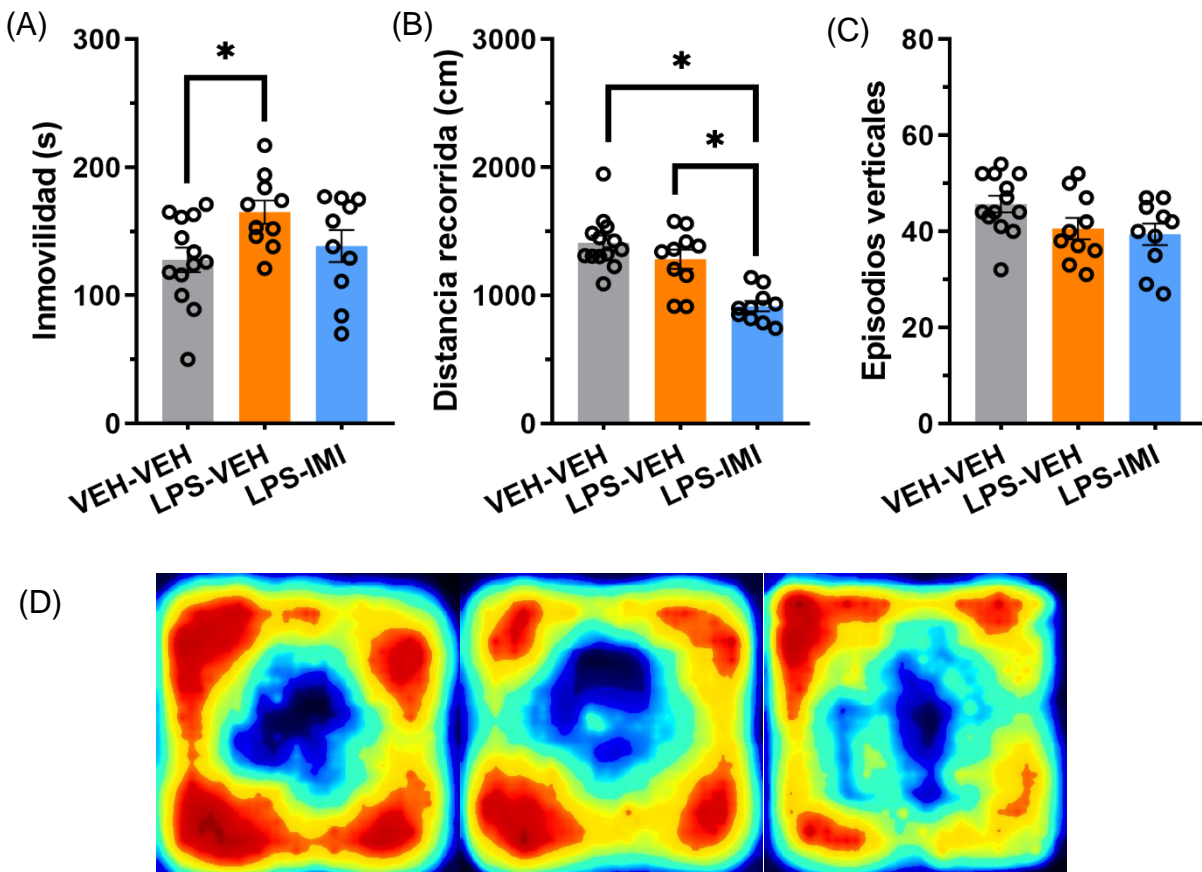 (A)
Inmovilidad (s)
300
200
100
0
*
VEH-VEH
LPS-VEH
LPS-IMI
(B)
Distancia recorrida (cm)
3000
2000
1000
0
*
*
VEH-VEH
LPS-VEH
LPS-IMI
(C)
Episodios verticales
80
60
40
20
0
VEH-VEH
LPS-VEH
LPS-IMI
(D)